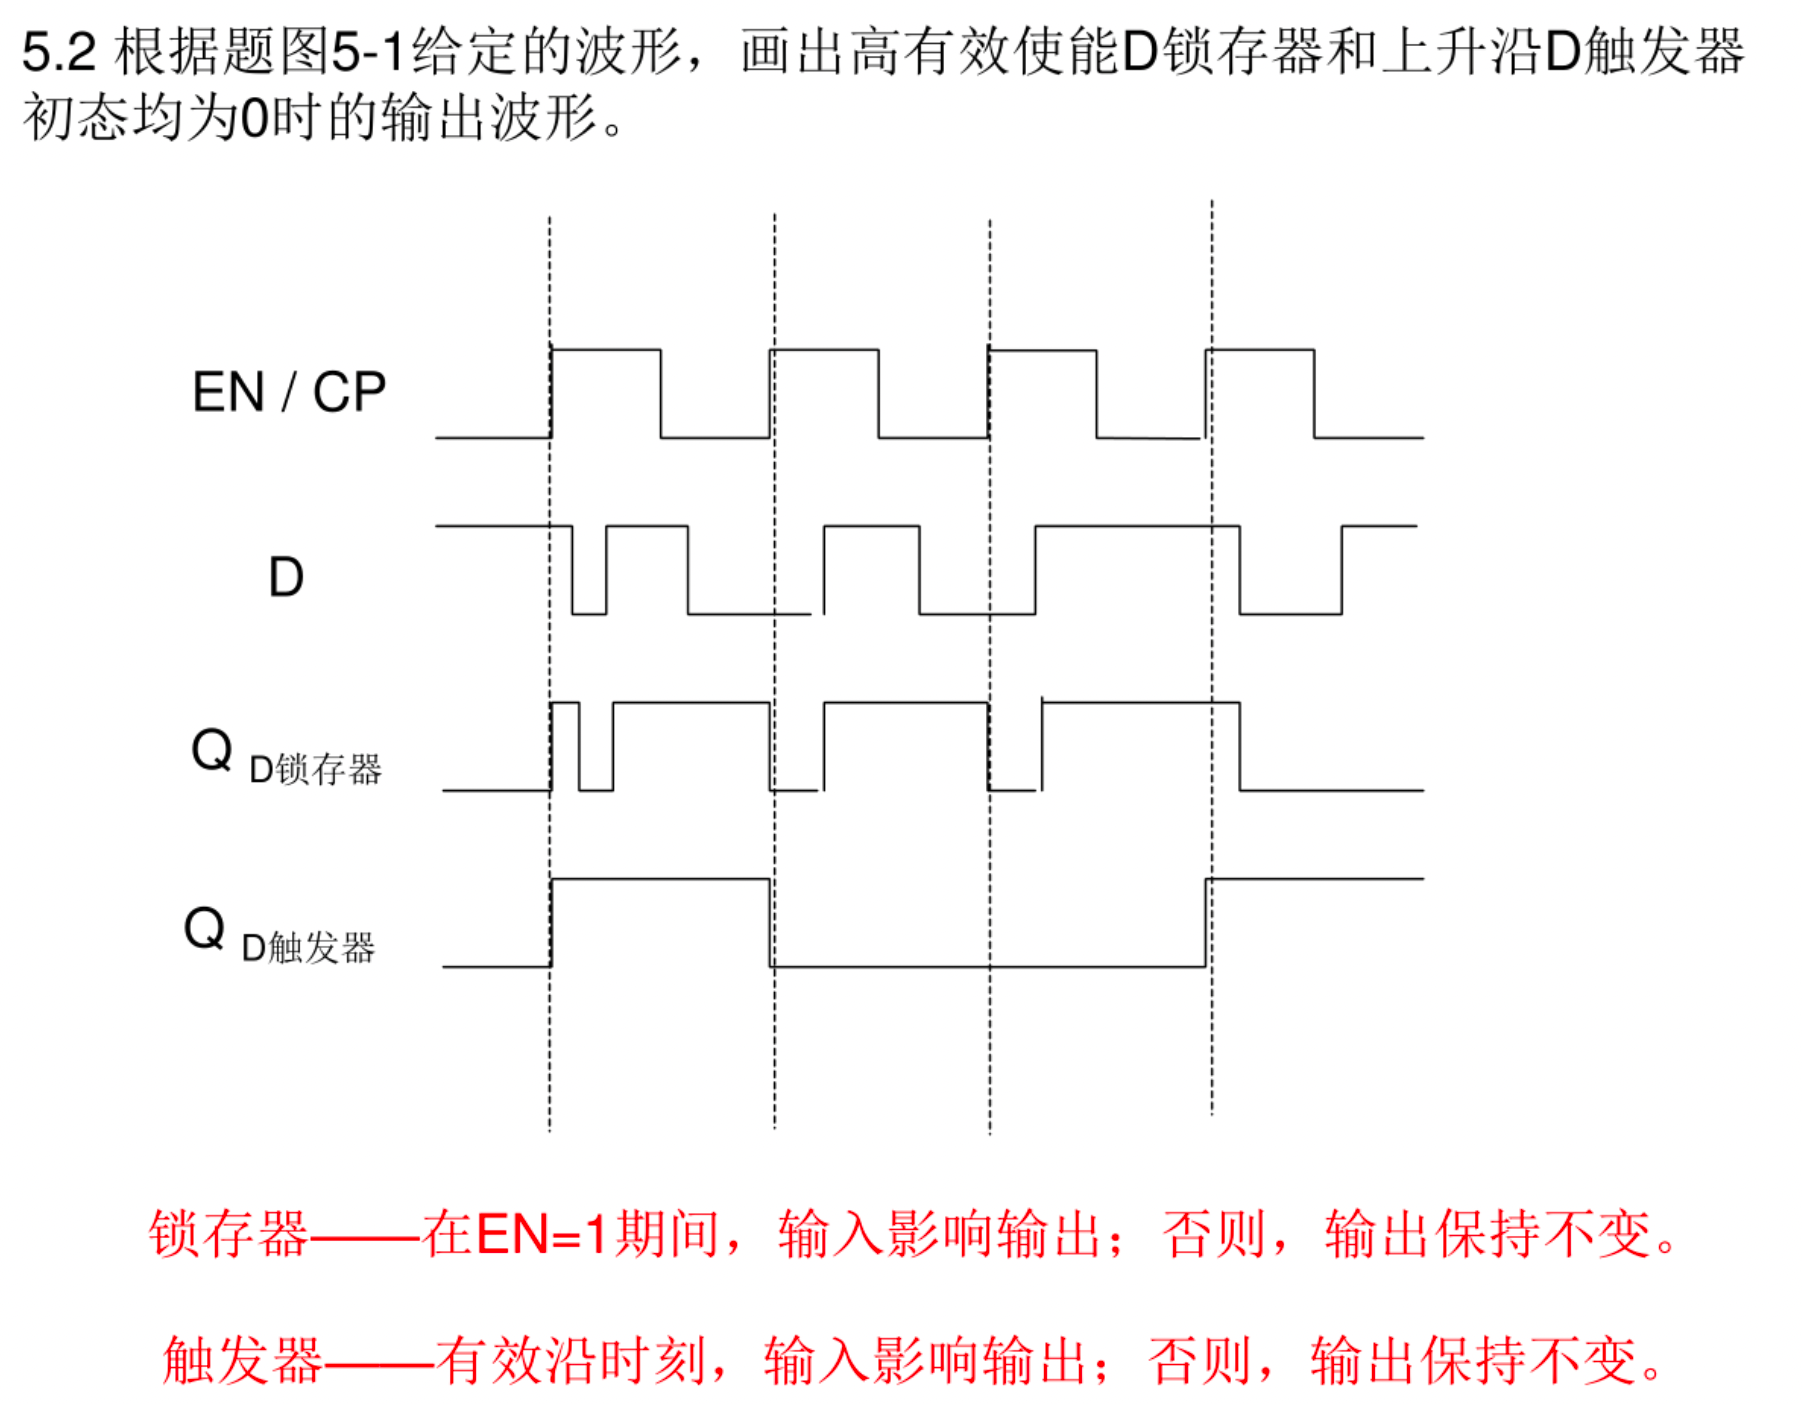 5.2 根据题图5-1给定的波形，画出高有效使能D锁存器和上升沿D触发器
初态均为0时的输出波形。
EN / CP
D
Q D锁存器
Q D触发器
锁存器——在EN=1期间，输入影响输出；否则，输出保持不变。
触发器——有效沿时刻，输入影响输出；否则，输出保持不变。